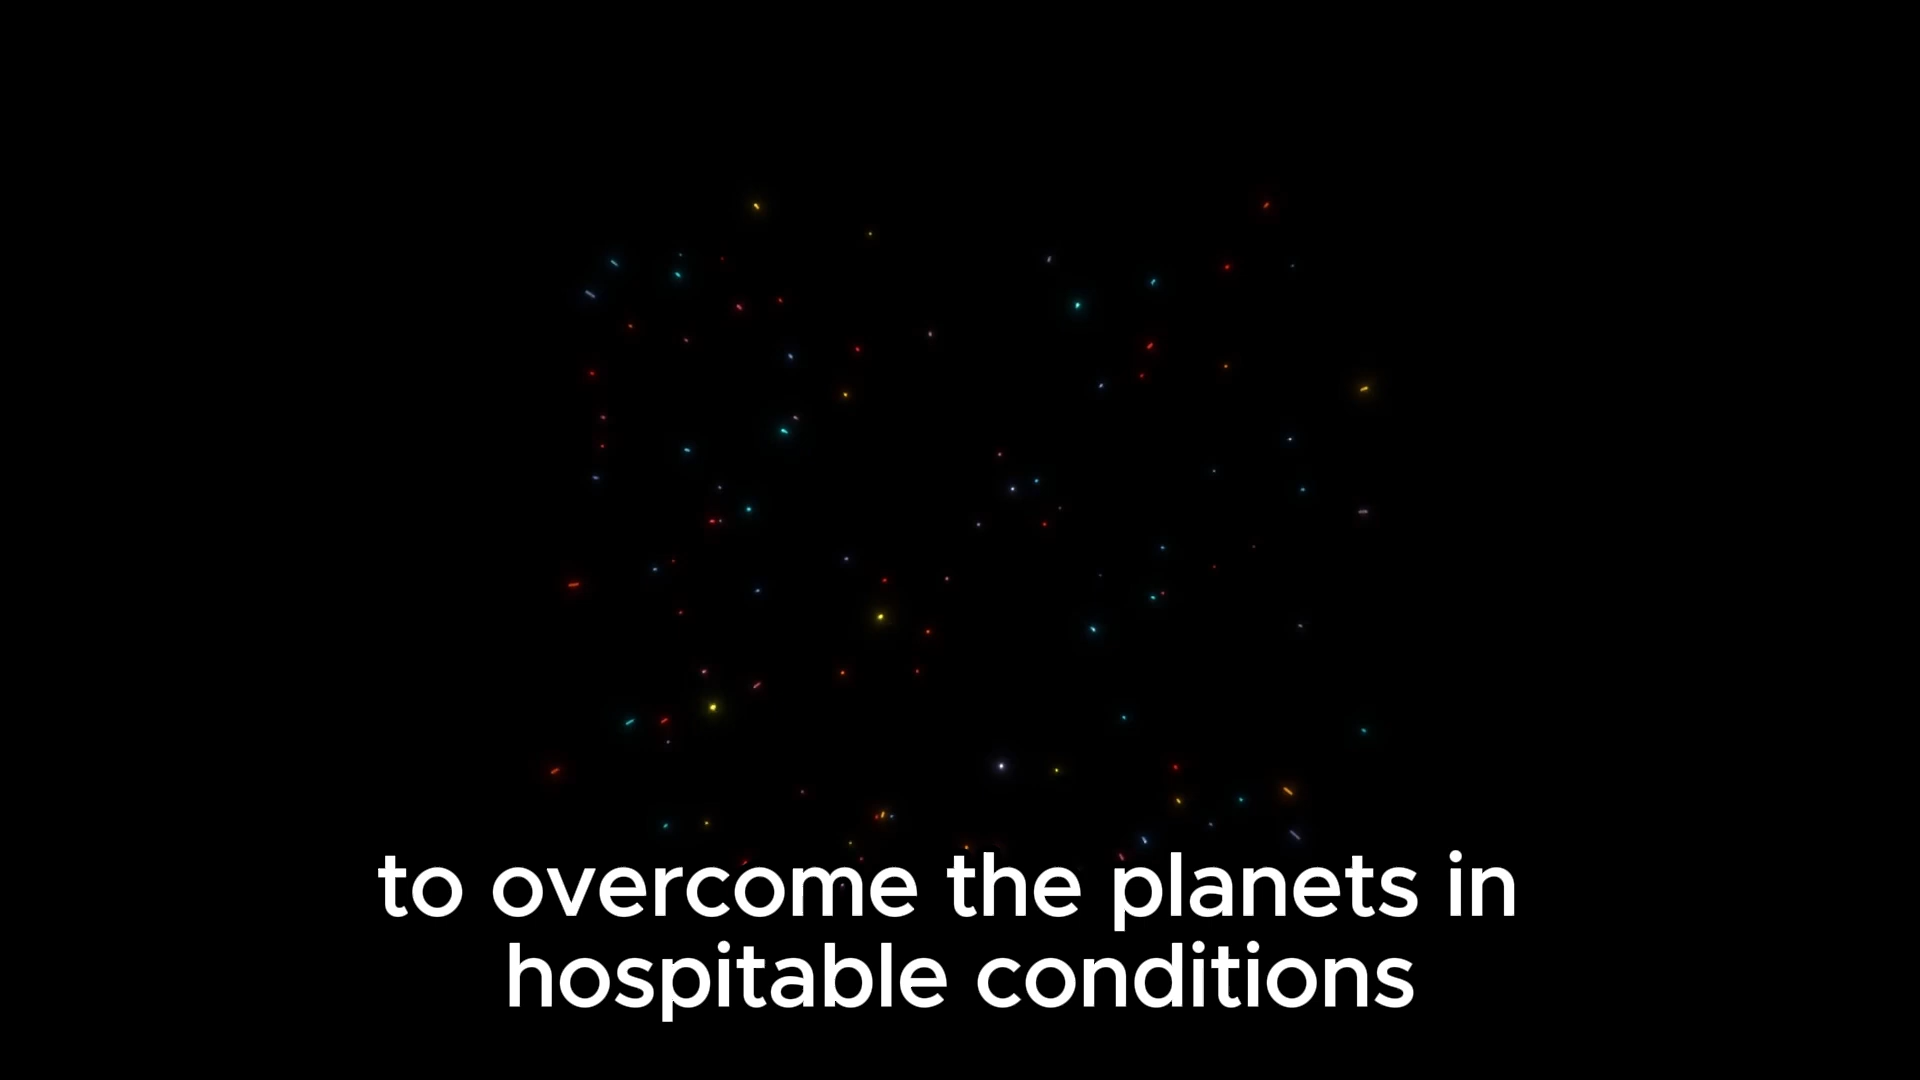 to overcome the planets in
hospitable conditions